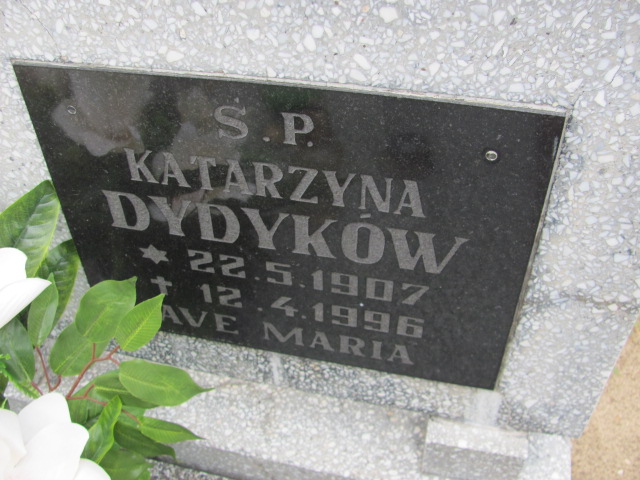 Ś.P.
KATARZYNA
DYDYKÓW
* 22.5.1907
† 12.4.1996
AVE MARIA